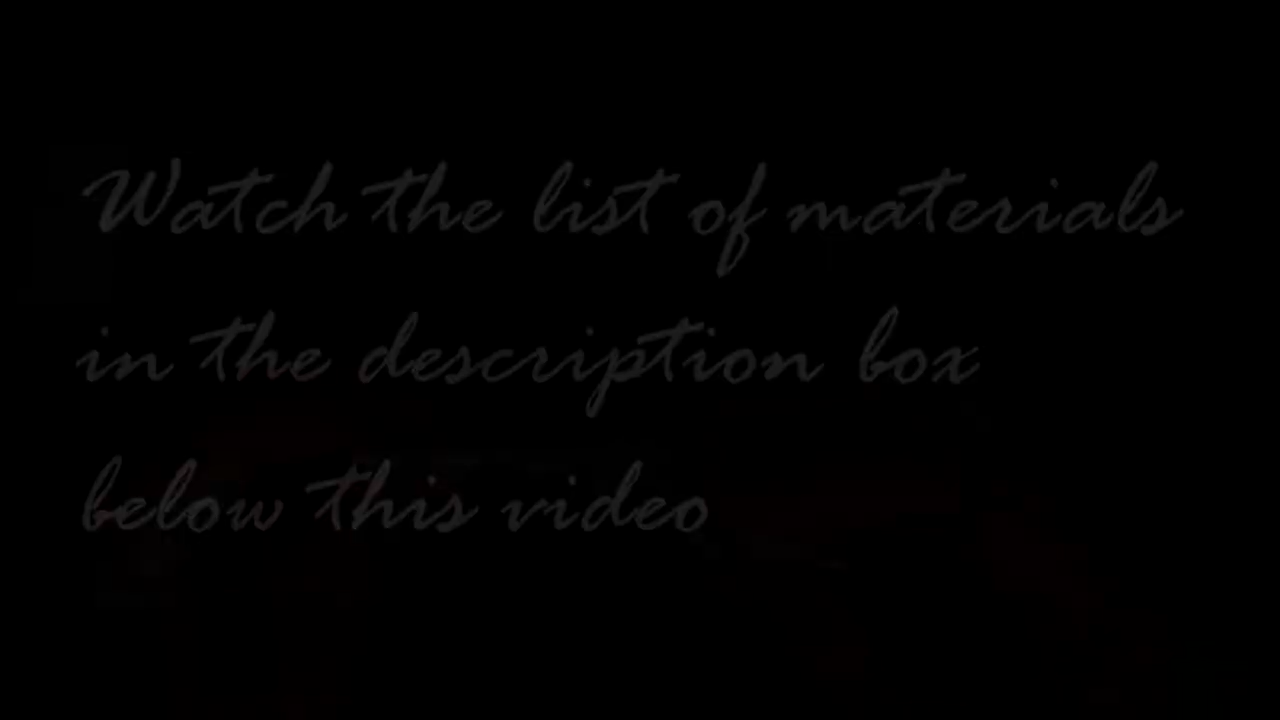 Watch the list of materials
in the description box
below this video